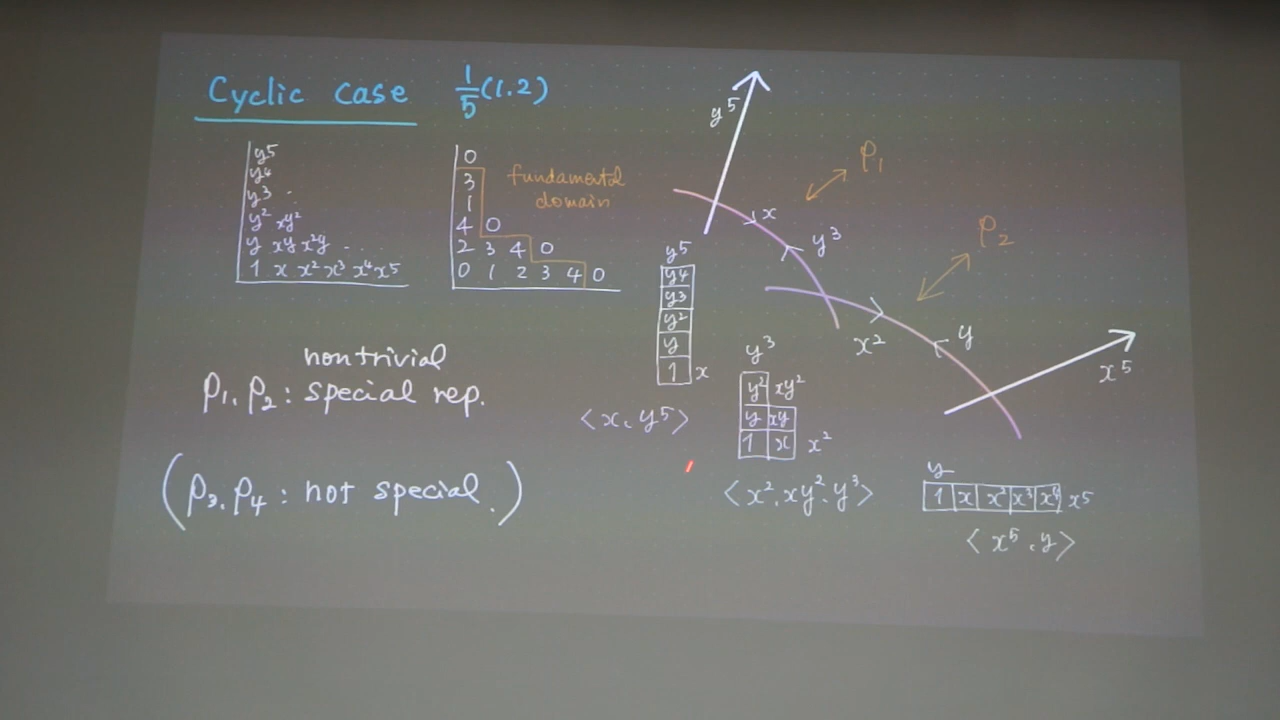 Cyclic case 1/5(1.2)
y⁵
y⁴
y³ .
y² xy²
y xy x²y . . .
1 x x² x³ x⁴ x⁵
0
3
1
4 0
2 3 4 0
0 1 2 3 4 0
fundamental
domain
nontrivial
ρ₁, ρ₂ : special rep.
(ρ₃, ρ₄ : not special.)
y⁵
x
y³
x²
y
x⁵
ρ₁
ρ₂
y⁵
y⁴
y³
y²
y
1 x
<x, y⁵>
y³
y² xy²
y xy
1 x x²
<x², xy², y³>
y
1 x x² x³ x⁴ x⁵
<x⁵, y>